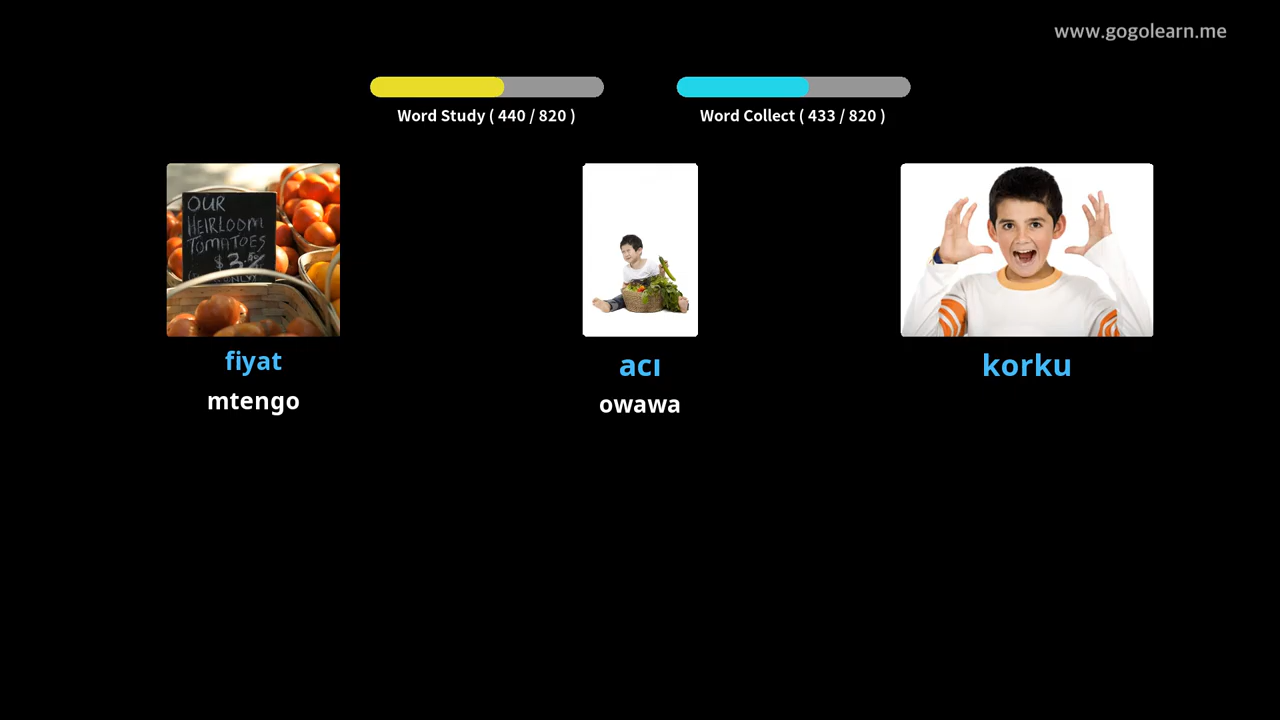 www.gogolearn.me
Word Study ( 440 / 820 )
Word Collect ( 433 / 820 )
OUR
HEIRLOOM
TOMATOES
fiyat
acı
korku
mtengo
owawa